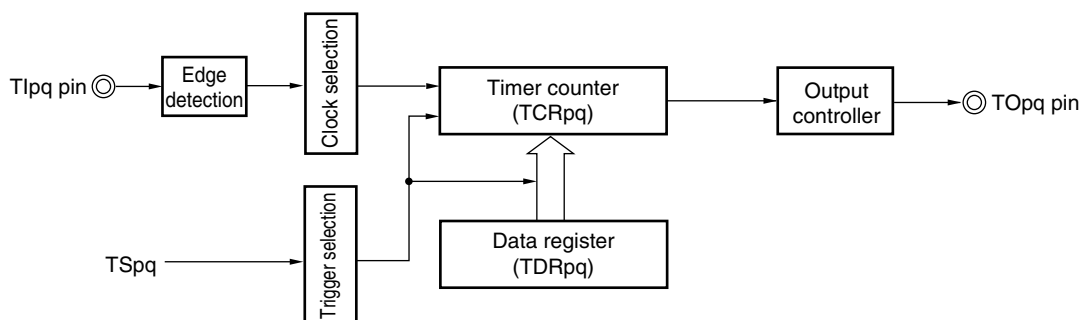 TIpq pin
Edge
detection
Clock selection
Timer counter
(TCRpq)
Output
controller
TOpq pin
TSpq
Trigger selection
Data register
(TDRpq)